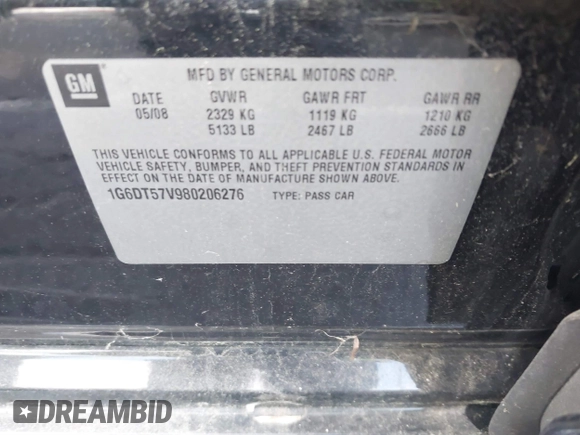 GM
MFD BY GENERAL MOTORS CORP.
DATE GVWR GAWR FRT GAWR RR
05/08 2329 KG 1119 KG 1210 KG
5133 LB 2467 LB 2666 LB
THIS VEHICLE CONFORMS TO ALL APPLICABLE U.S. FEDERAL MOTOR
VEHICLE SAFETY, BUMPER, AND THEFT PREVENTION STANDARDS IN
EFFECT ON THE DATE OF MANUFACTURE SHOWN ABOVE.
1G6DT57V980206276 TYPE: PASS CAR
DREAMBID